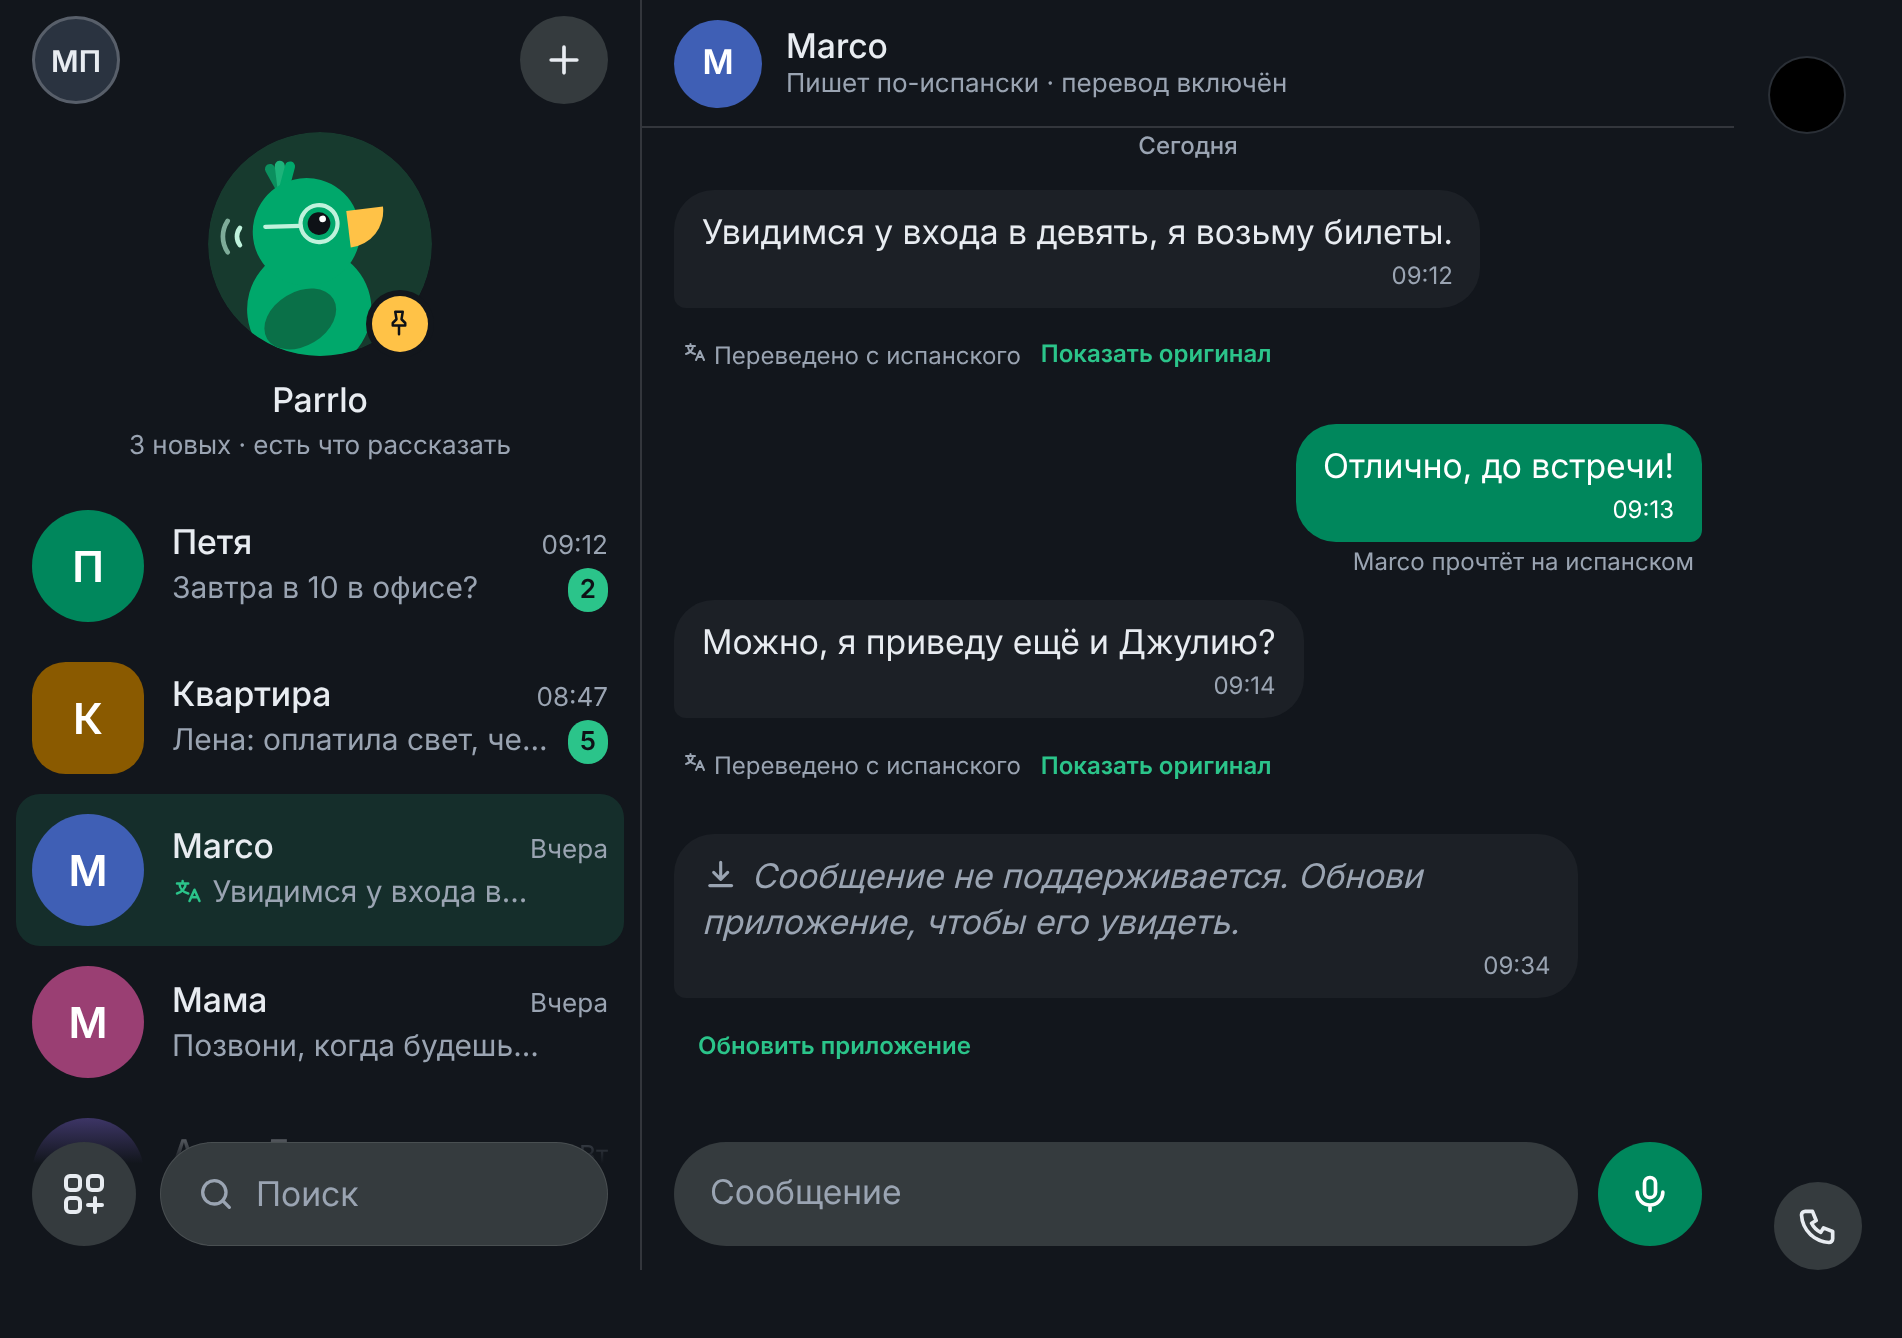 МП
Parrlo
3 новых · есть что рассказать
П
Петя
09:12
Завтра в 10 в офисе?
2
К
Квартира
08:47
Лена: оплатила свет, че...
5
M
Marco
Вчера
Увидимся у входа в...
М
Мама
Вчера
Позвони, когда будешь...
Вт
Поиск
M
Marco
Пишет по-испански · перевод включён
Сегодня
Увидимся у входа в девять, я возьму билеты.
09:12
Переведено с испанского Показать оригинал
Отлично, до встречи!
09:13
Marco прочтёт на испанском
Можно, я приведу ещё и Джулию?
09:14
Переведено с испанского Показать оригинал
Сообщение не поддерживается. Обнови
приложение, чтобы его увидеть.
09:34
Обновить приложение
Сообщение